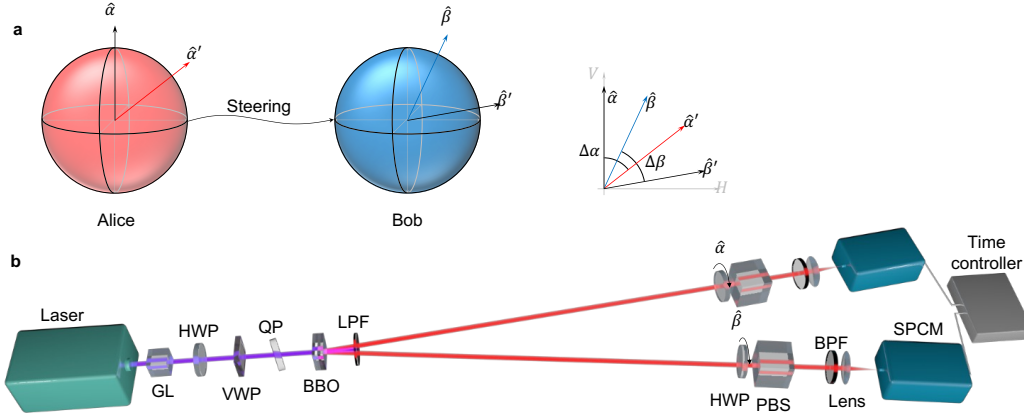 a
α̂
α̂′
Alice
Steering
β̂
β̂′
Bob
V
α̂
β̂
α̂′
Δα
Δβ
β̂′
H
b
Laser
GL
HWP
VWP
QP
BBO
LPF
α̂
β̂
HWP
PBS
BPF
Lens
SPCM
Time
controller